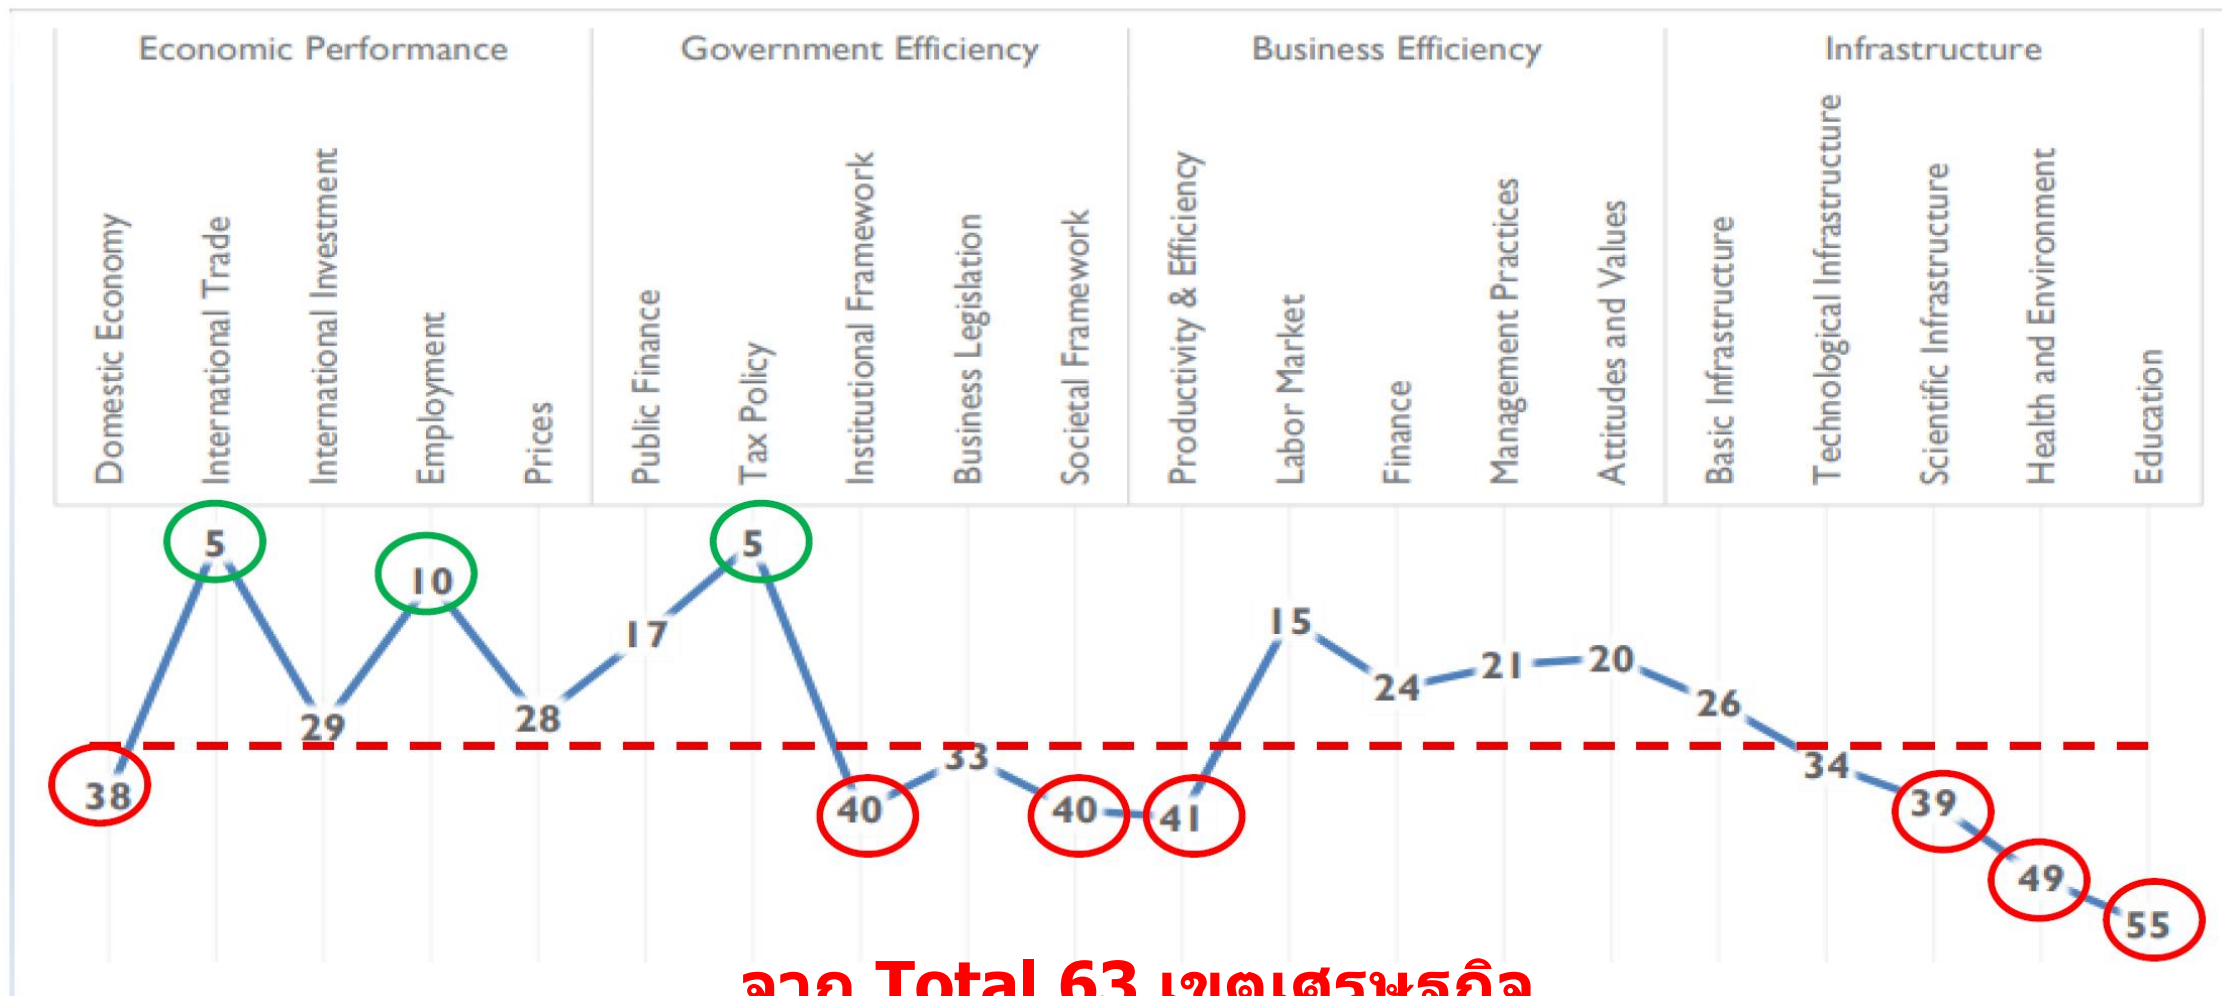 Economic Performance
Government Efficiency
Business Efficiency
Infrastructure
Domestic Economy
International Trade
International Investment
Employment
Prices
Public Finance
Tax Policy
Institutional Framework
Business Legislation
Societal Framework
Productivity & Efficiency
Labor Market
Finance
Management Practices
Attitudes and Values
Basic Infrastructure
Technological Infrastructure
Scientific Infrastructure
Health and Environment
Education
38
5
29
10
28
17
5
40
33
40
41
15
24
21
20
26
34
39
49
55
จาก Total 63 เขตเศรษฐกิจ